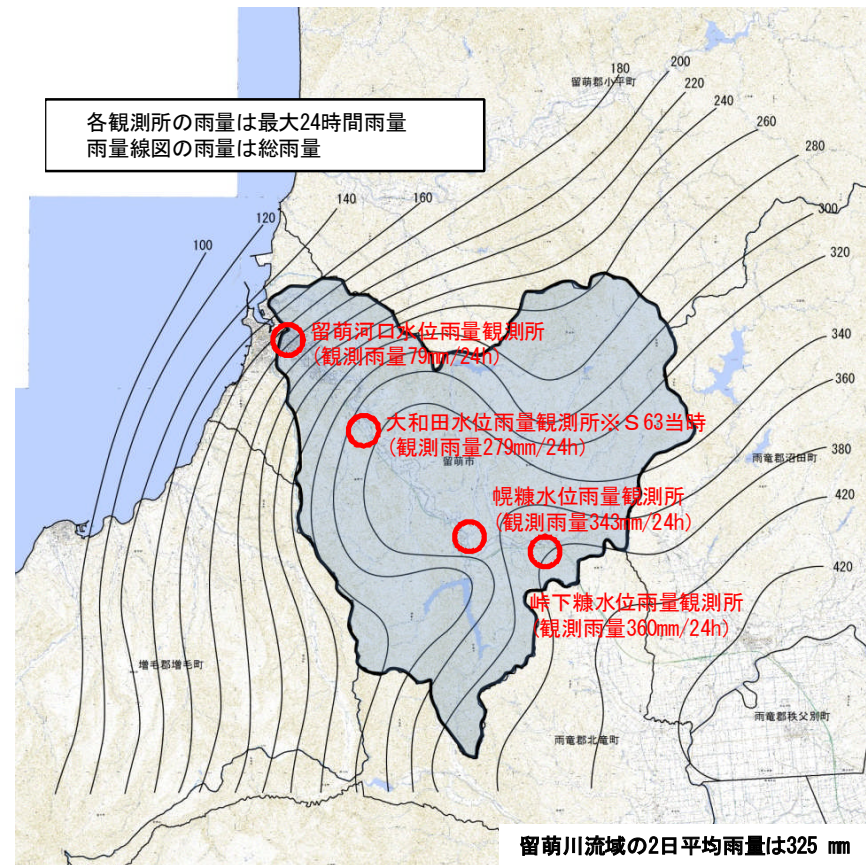 各観測所の雨量は最大24時間雨量
雨量線図の雨量は総雨量
留萌郡小平町
180
200
220
240
260
280
300
320
340
360
380
420
420
100
120
140
160
留萌河口水位雨量観測所
(観測雨量79mm/24h)
大和田水位雨量観測所※S63当時
(観測雨量279mm/24h)
留萌市
雨竜郡沼田町
幌糠水位雨量観測所
(観測雨量343mm/24h)
峠下糠水位雨量観測所
(観測雨量360mm/24h)
増毛郡増毛町
雨竜郡秩父別町
雨竜郡北竜町
留萌川流域の2日平均雨量は325 mm